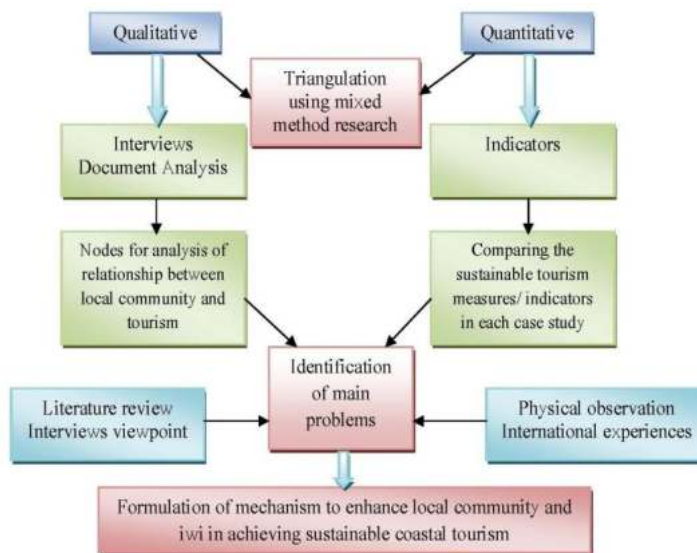 Qualitative
Quantitative
Triangulation
using mixed
method research
Interviews
Document Analysis
Indicators
Nodes for analysis of
relationship between
local community and
tourism
Comparing the
sustainable tourism
measures/ indicators
in each case study
Identification
of main
problems
Literature review
Interviews viewpoint
Physical observation
International experiences
Formulation of mechanism to enhance local community and
iwi in achieving sustainable coastal tourism